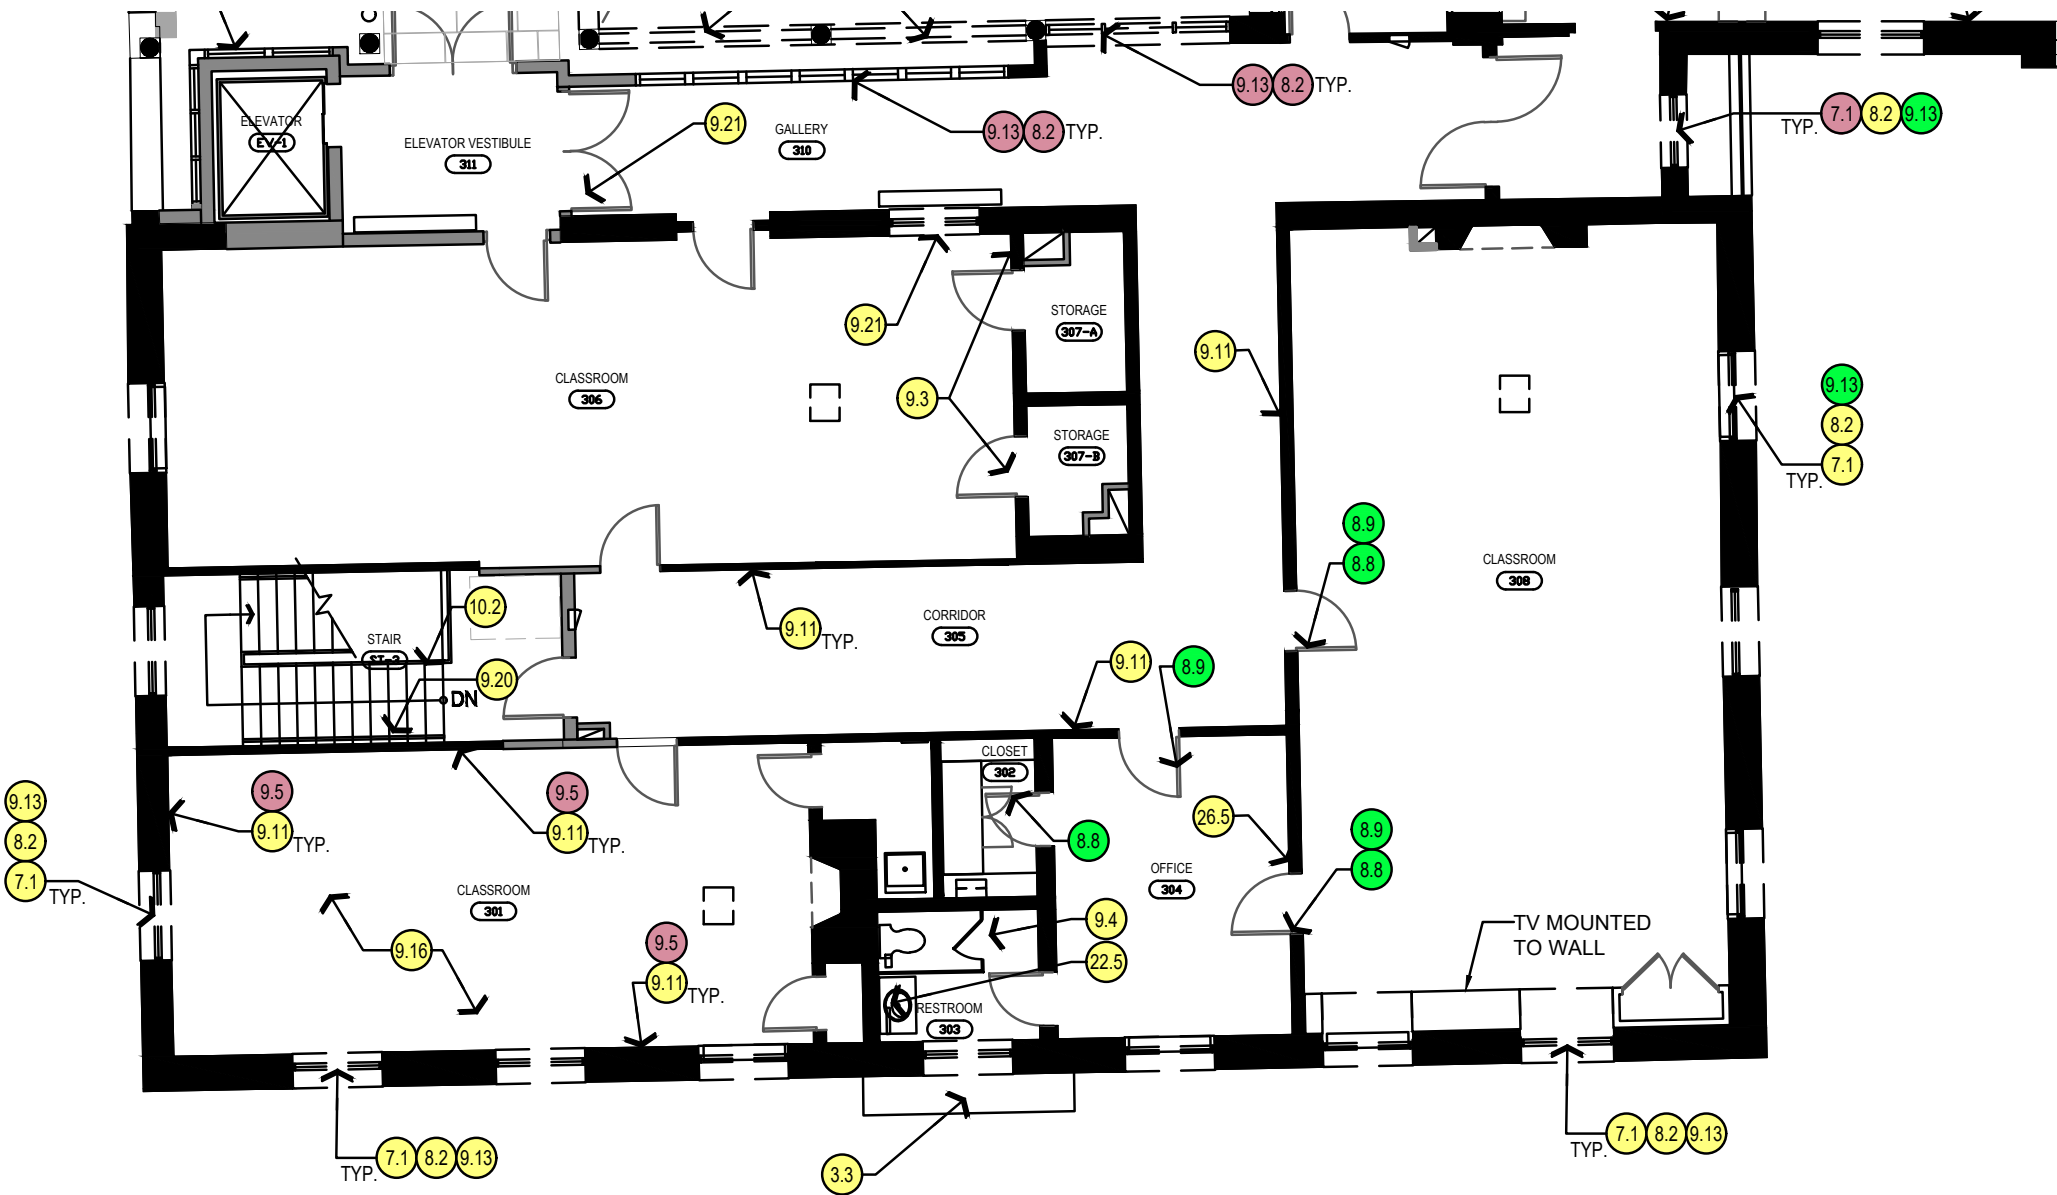 9.13 8.2 TYP.
7.1 8.2 9.13
TYP.
ELEVATOR
EV-1
9.21
GALLERY
310
9.13 8.2 TYP.
ELEVATOR VESTIBULE
311
STORAGE
307-A
9.21
9.11
CLASSROOM
306
9.3
9.13
8.2
7.1
TYP.
STORAGE
307-B
8.9
8.8
CLASSROOM
308
10.2
9.11 TYP.
CORRIDOR
305
STAIR
ST-2
9.20
DN
9.11
8.9
CLOSET
302
9.13
8.2
7.1
TYP.
9.5
9.11 TYP.
9.5
9.11 TYP.
26.5
8.8
8.9
8.8
CLASSROOM
301
OFFICE
304
9.4
22.5
TV MOUNTED
TO WALL
9.16
9.5
9.11 TYP.
RESTROOM
303
7.1 8.2 9.13
TYP.
3.3
7.1 8.2 9.13
TYP.